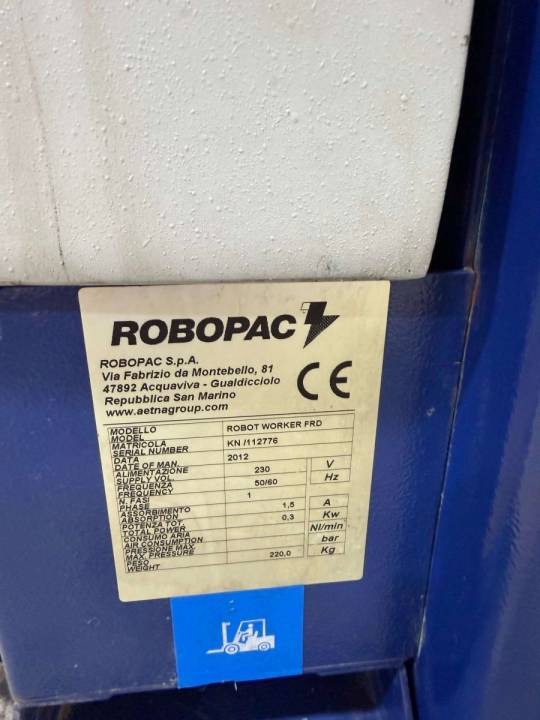 ROBOPAC
ROBOPAC S.p.A.
Via Fabrizio da Montebello, 81
47892 Acquaviva - Gualdicciolo
Repubblica San Marino
www.aetnagroup.com
CE
MODELLO
MODEL ROBOT WORKER FRD
MATRICOLA
SERIAL NUMBER KN /112776
DATA
DATE OF MAN. 2012
ALIMENTAZIONE
SUPPLY VOL. 230 V
FREQUENZA
FREQUENCY 50/60 Hz
N. FASI
PHASE 1
ASSORBIMENTO
ABSORPTION 1,5 A
POTENZA TOT.
TOTAL POWER 0,3 Kw
CONSUMO ARIA
AIR CONSUMPTION Nl/min
PRESSIONE MAX.
MAX. PRESSURE bar
PESO
WEIGHT 220,0 Kg